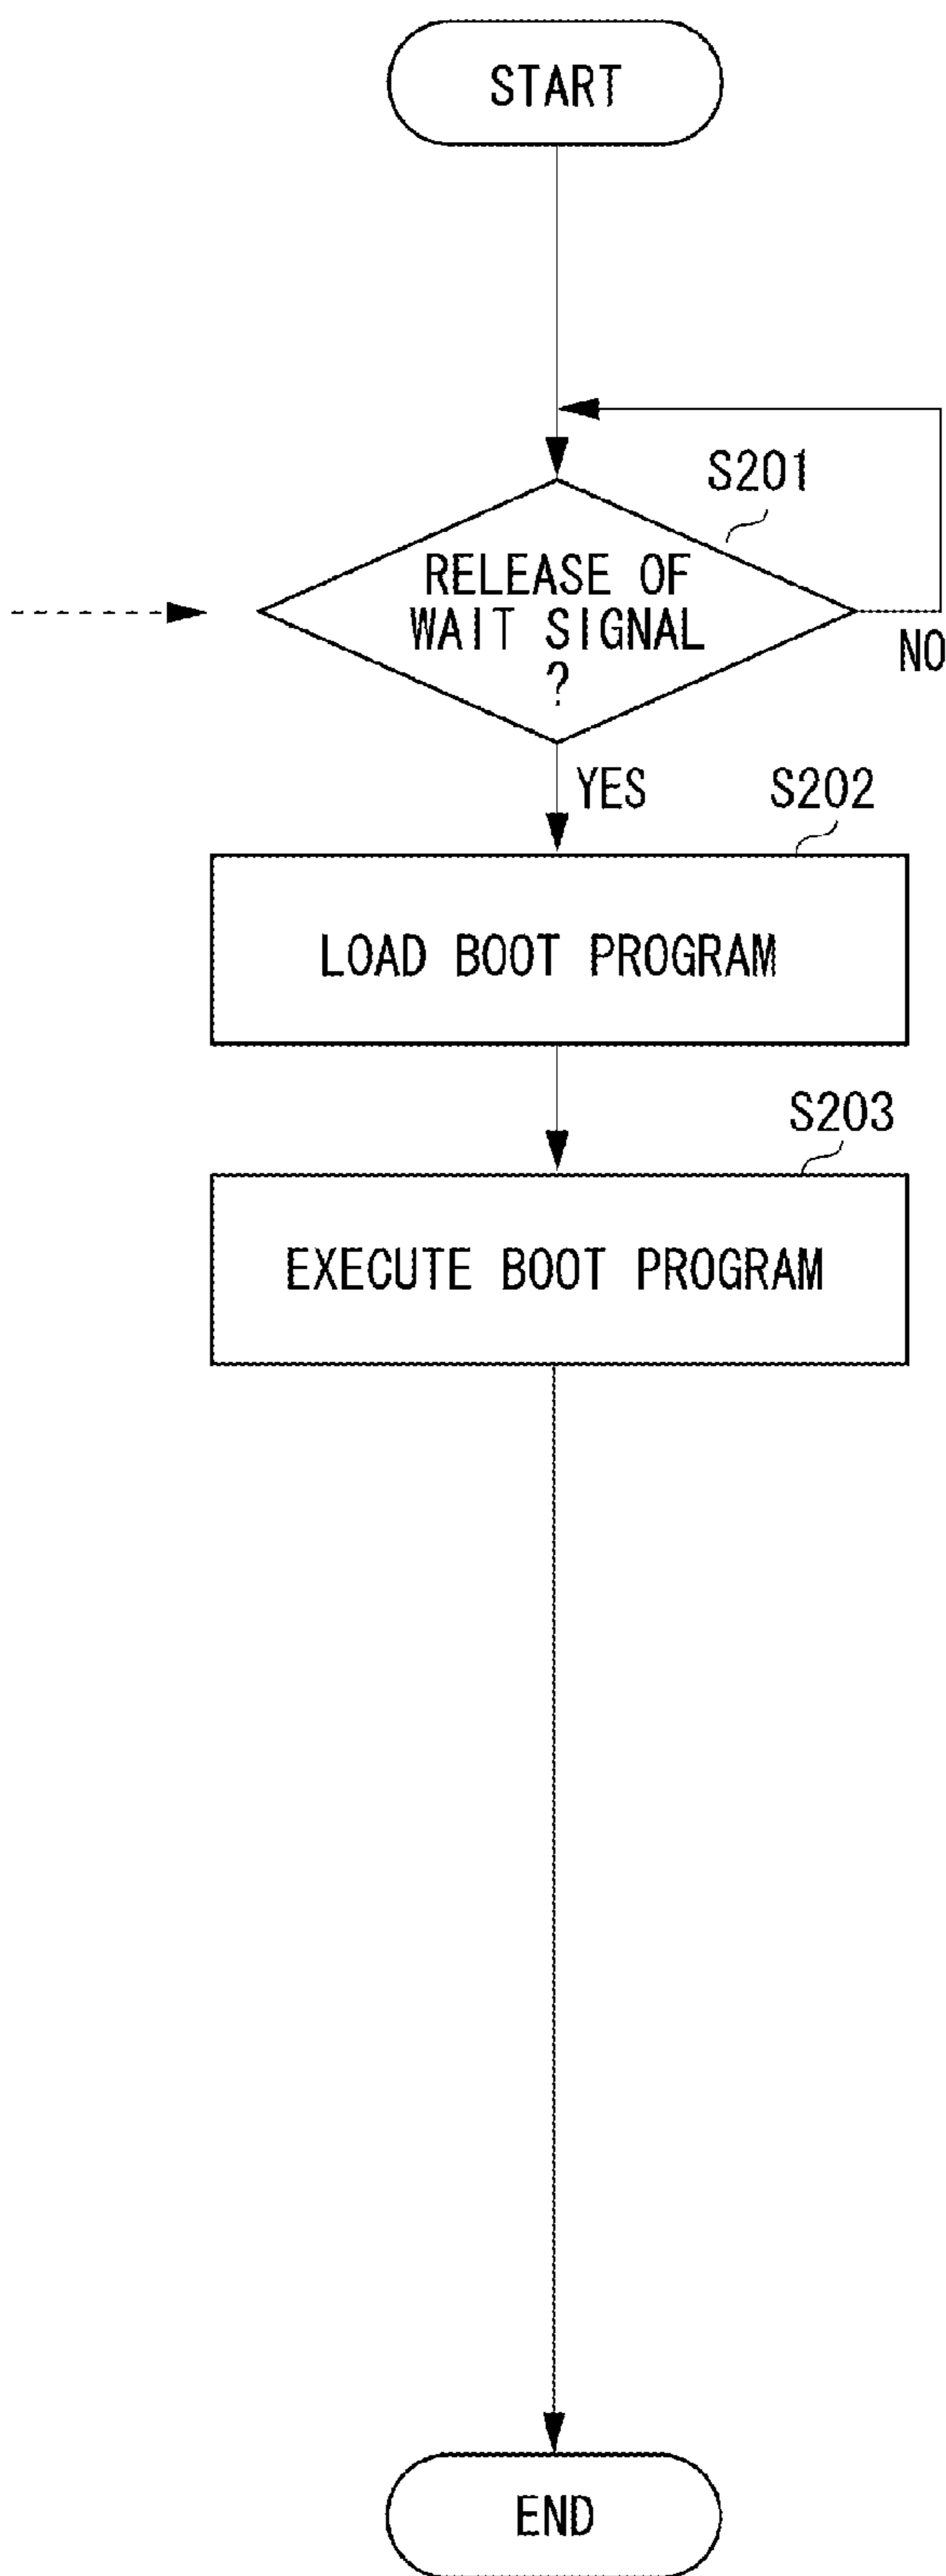 START
S201
RELEASE OF
WAIT SIGNAL
?
NO
YES
S202
LOAD BOOT PROGRAM
S203
EXECUTE BOOT PROGRAM
END